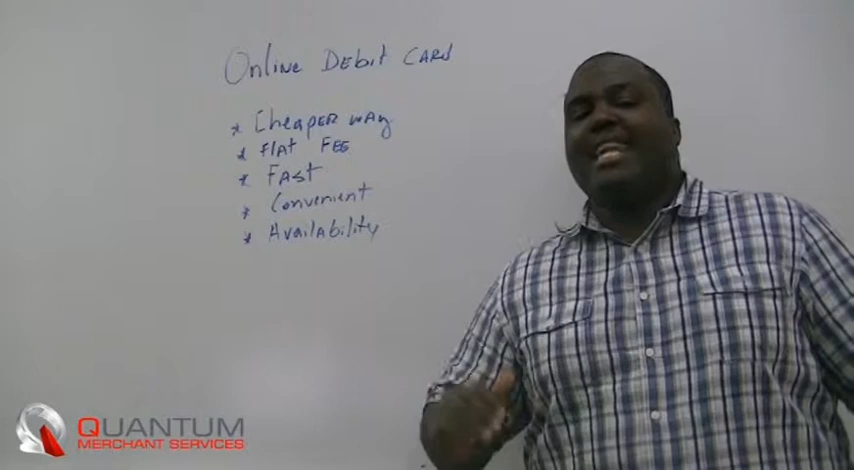 Online Debit CARd
* Cheaper way
* Flat Fee
* Fast
* Convenient
* Availability
QUANTUM
MERCHANT SERVICES